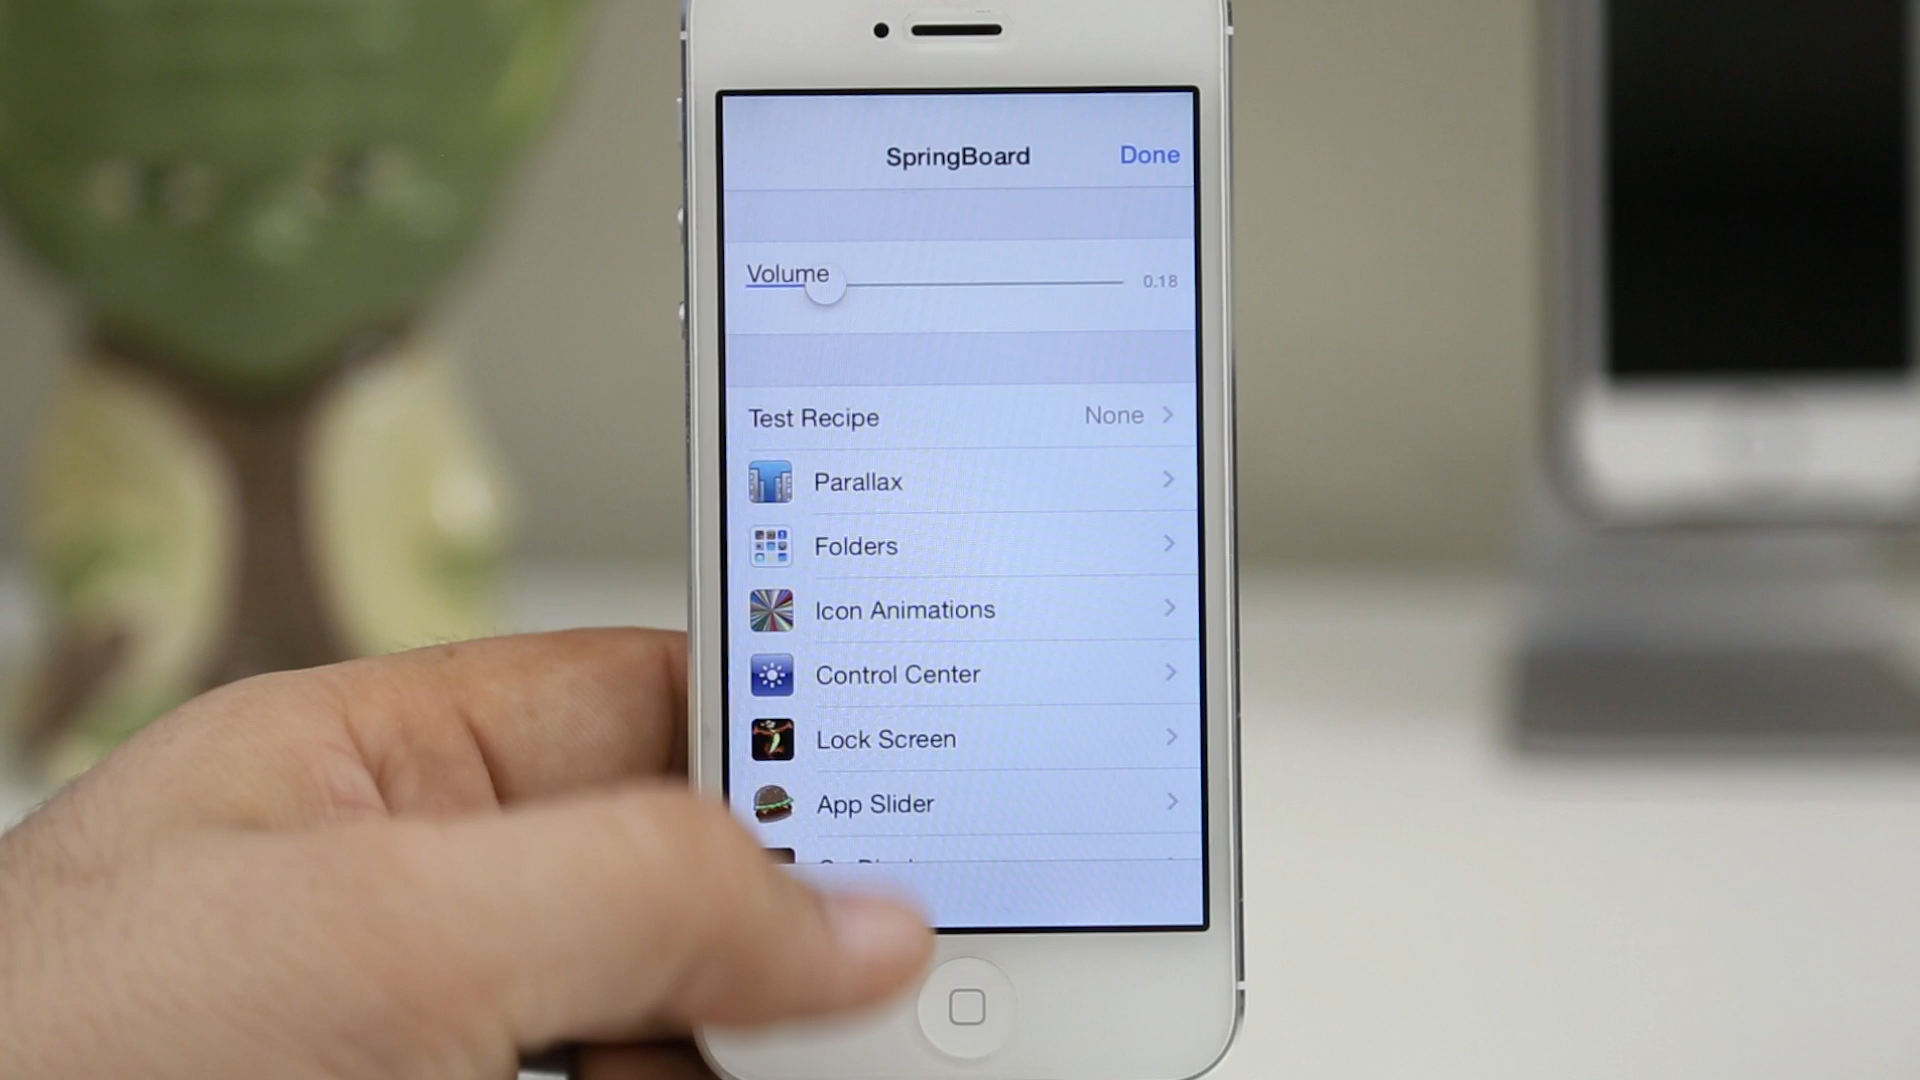 SpringBoard
Done
Volume
0.18
Test Recipe
None
Parallax
Folders
Icon Animations
Control Center
Lock Screen
App Slider